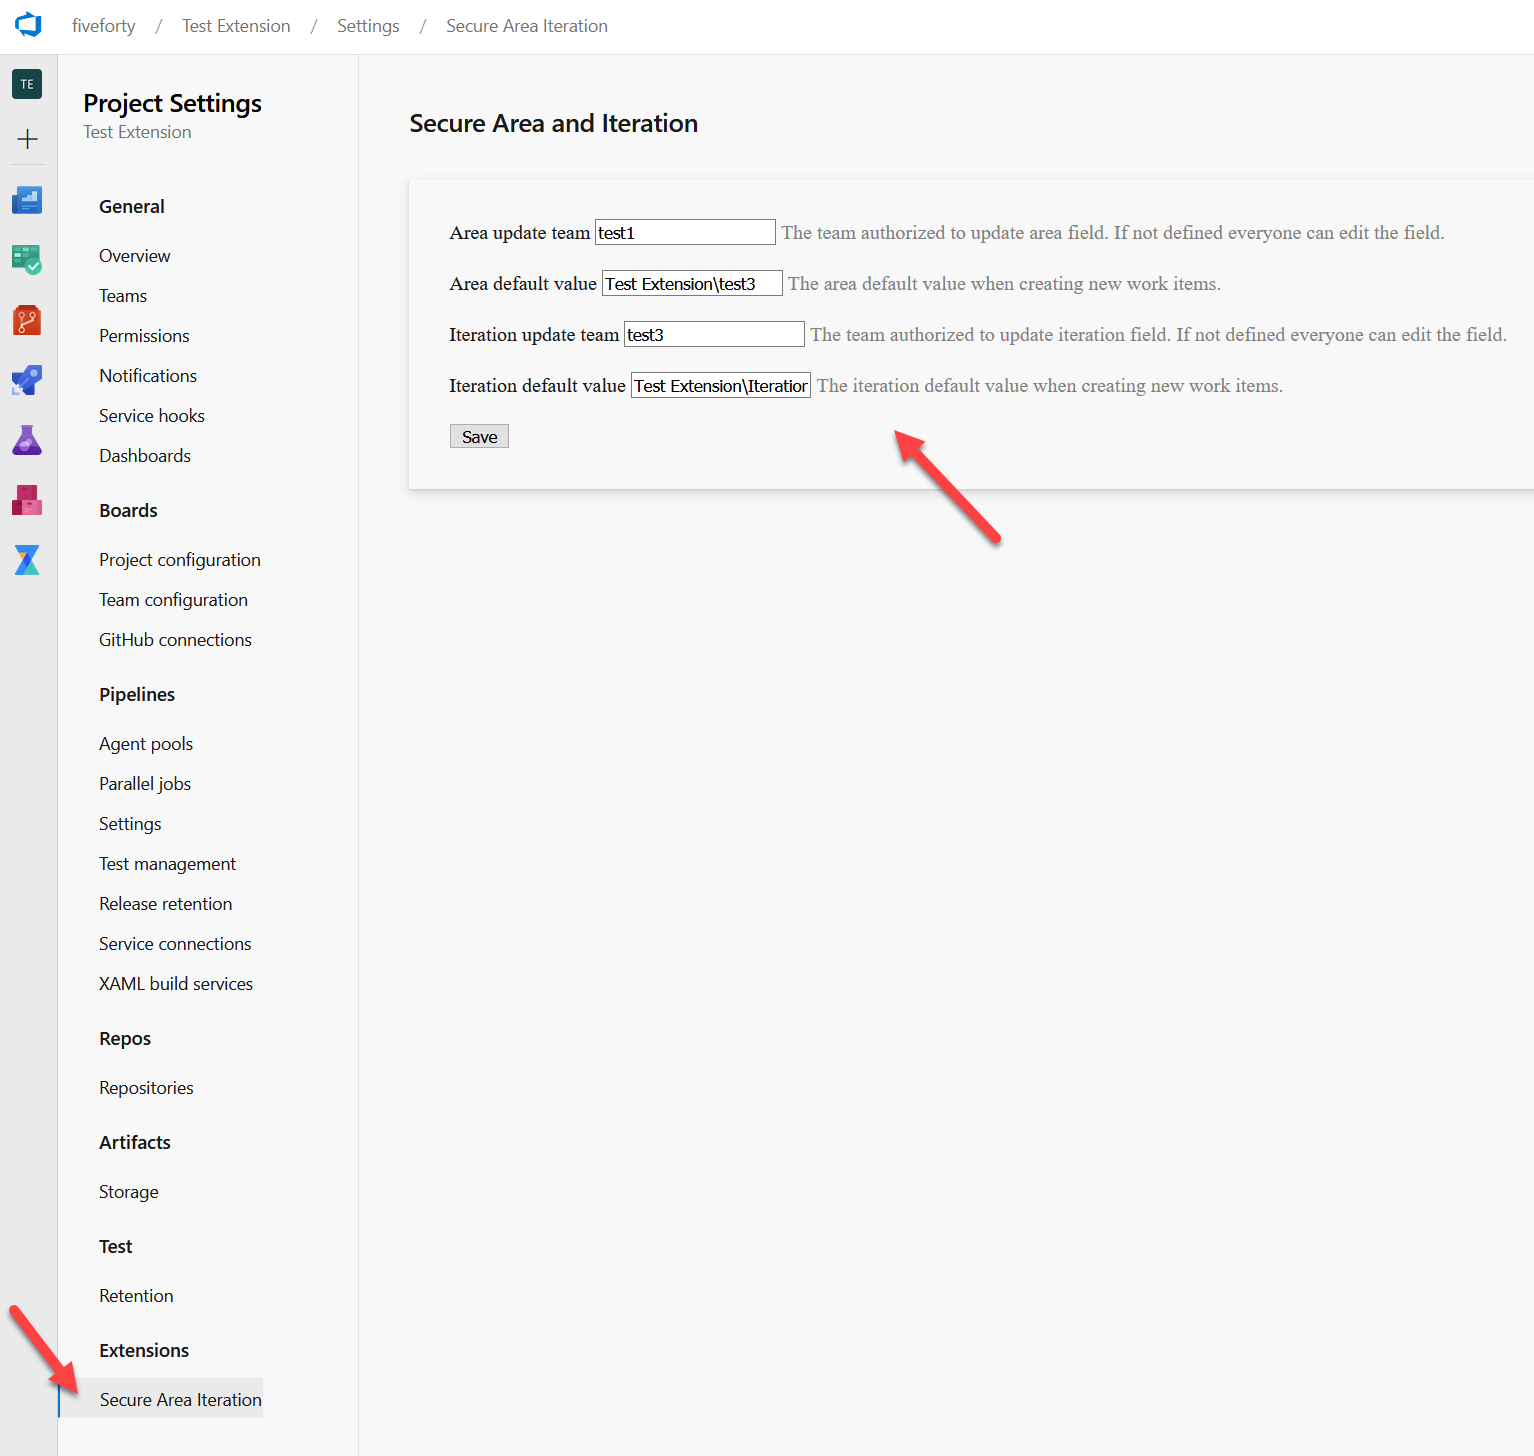 fiveforty / Test Extension / Settings / Secure Area Iteration
TE
Project Settings
Test Extension
General
Overview
Teams
Permissions
Notifications
Service hooks
Dashboards
Boards
Project configuration
Team configuration
GitHub connections
Pipelines
Agent pools
Parallel jobs
Settings
Test management
Release retention
Service connections
XAML build services
Repos
Repositories
Artifacts
Storage
Test
Retention
Extensions
Secure Area Iteration
Secure Area and Iteration
Area update team test1 The team authorized to update area field. If not defined everyone can edit the field.
Area default value Test Extension\test3 The area default value when creating new work items.
Iteration update team test3 The team authorized to update iteration field. If not defined everyone can edit the field.
Iteration default value Test Extension\Iteration The iteration default value when creating new work items.
Save